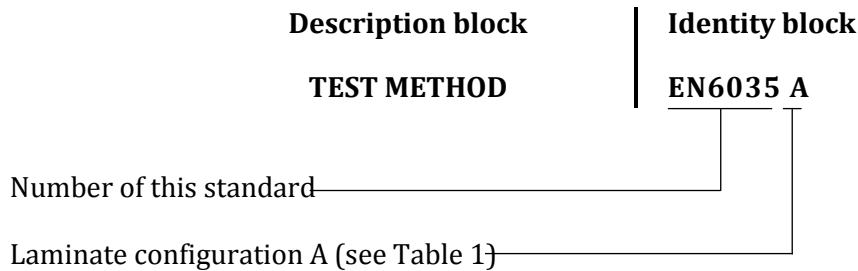 Description block Identity block
TEST METHOD EN6035 A
Number of this standard
Laminate configuration A (see Table 1)